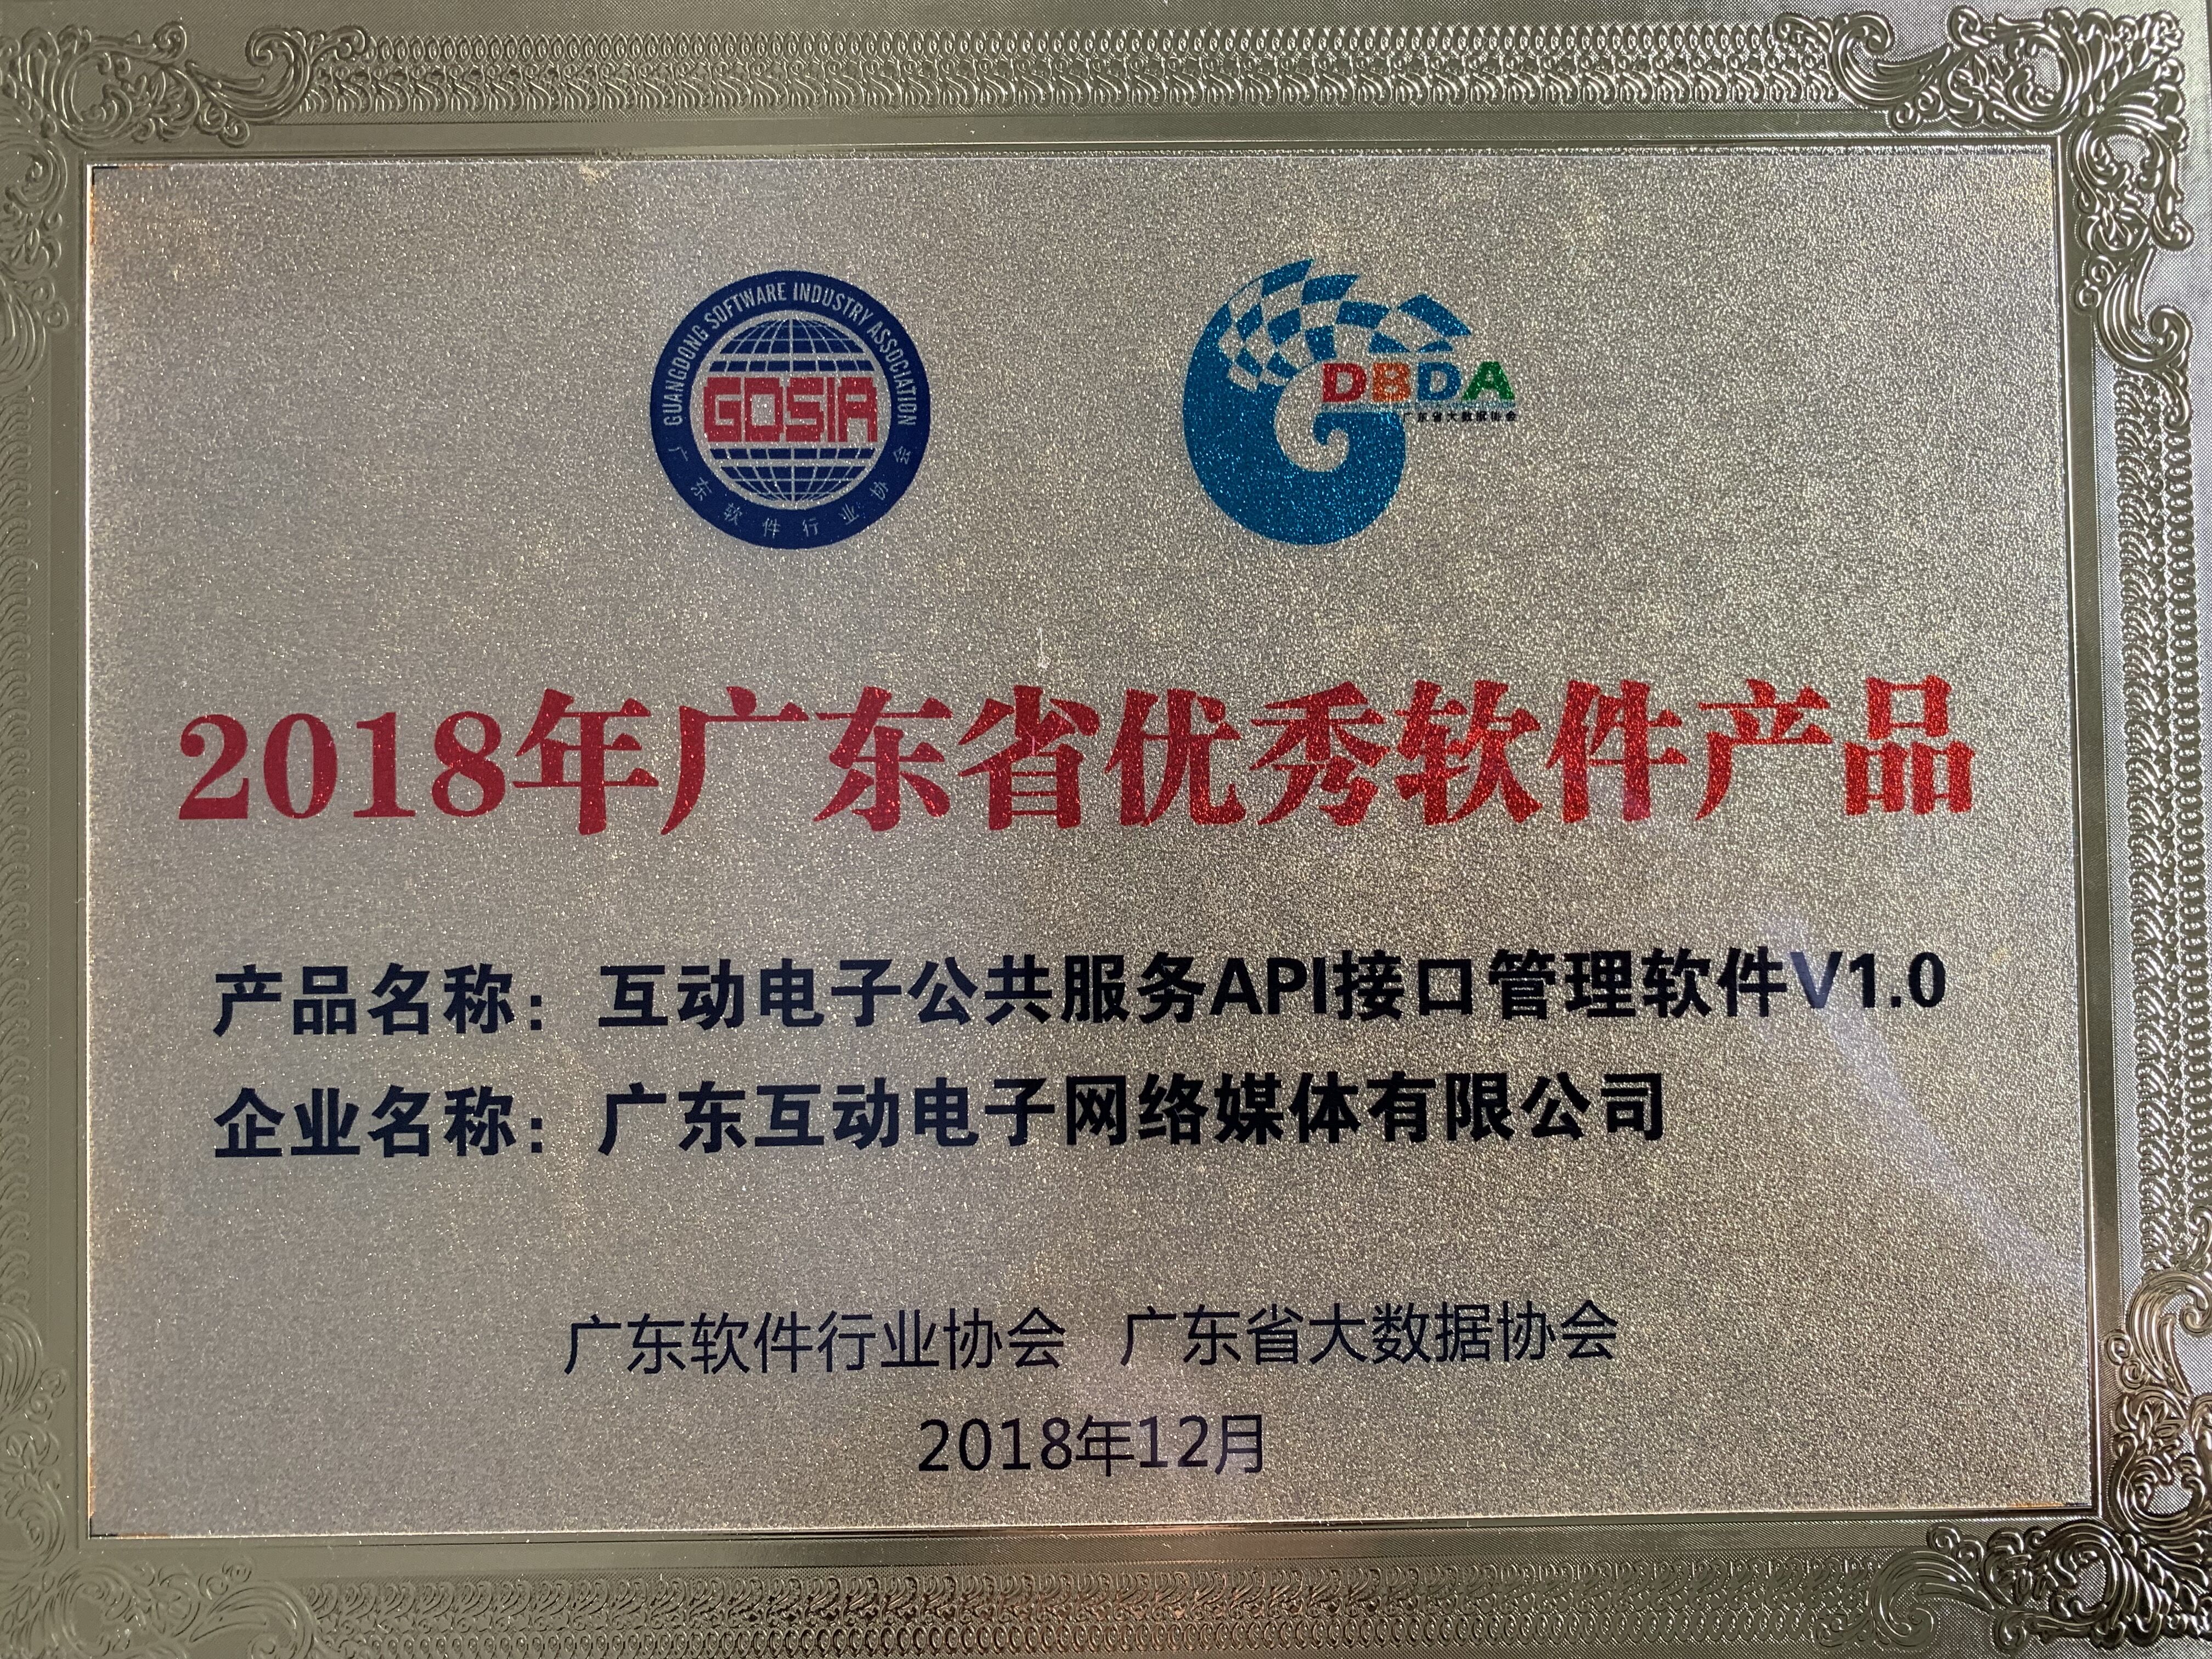 GUANGDONG SOFTWARE INDUSTRY ASSOCIATION
GDSIA
广东软件行业协会
DBDA
广东省大数据协会
2018年广东省优秀软件产品
产品名称：互动电子公共服务API接口管理软件V1.0
企业名称：广东互动电子网络媒体有限公司
广东软件行业协会 广东省大数据协会
2018年12月